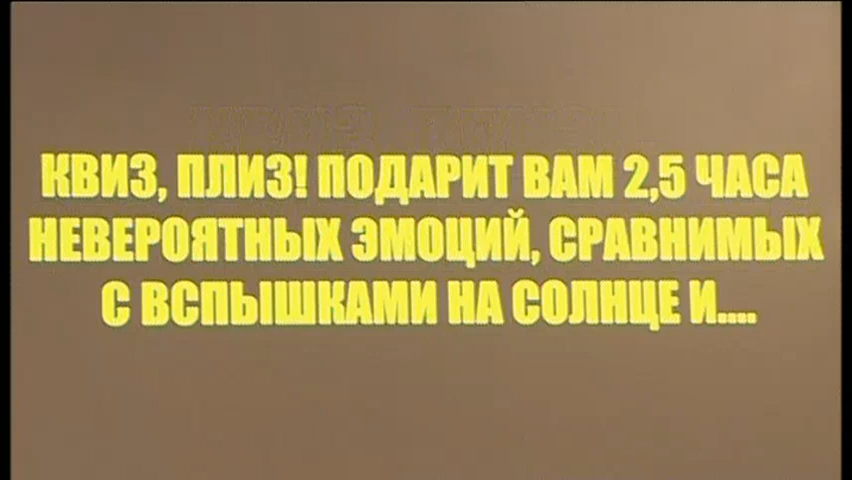 КВИЗ, ПЛИЗ! ПОДАРИТ ВАМ 2,5 ЧАСА
НЕВЕРОЯТНЫХ ЭМОЦИЙ, СРАВНИМЫХ
С ВСПЫШКАМИ НА СОЛНЦЕ И....